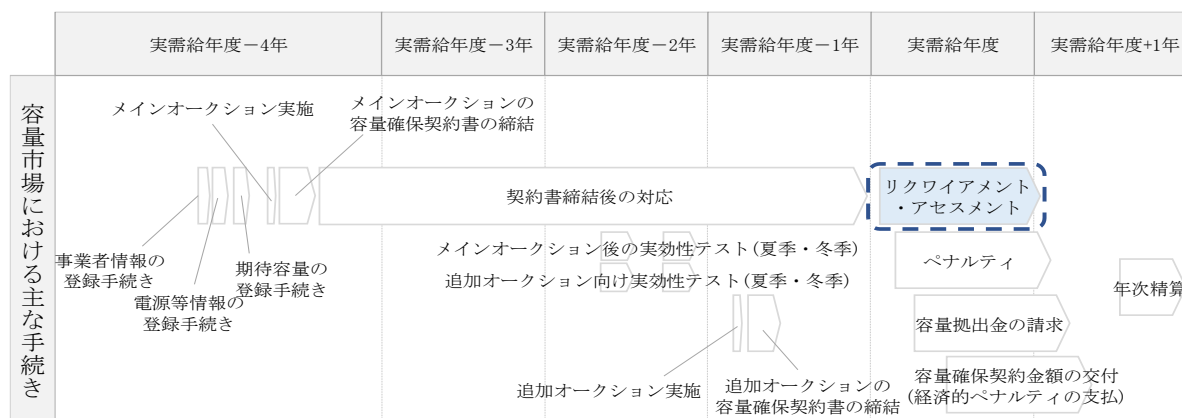 実需給年度－4年
実需給年度－3年
実需給年度－2年
実需給年度－1年
実需給年度
実需給年度+1年
容量市場における主な手続き
メインオークション実施
メインオークションの
容量確保契約書の締結
契約書締結後の対応
リクワイアメント
・アセスメント
事業者情報の
登録手続き
電源等情報の
登録手続き
期待容量の
登録手続き
メインオークション後の実効性テスト(夏季・冬季)
追加オークション向け実効性テスト(夏季・冬季)
ペナルティ
年次精算
容量拠出金の請求
追加オークション実施
追加オークションの
容量確保契約書の締結
容量確保契約金額の交付
(経済的ペナルティの支払)